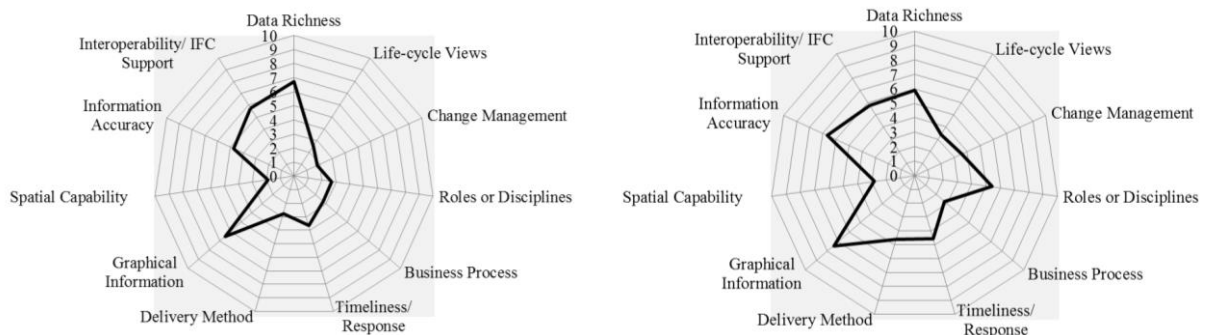 Data Richness
Interoperability/ IFC
Support
Life-cycle Views
Information
Accuracy
Change Management
Spatial Capability
Roles or Disciplines
Graphical
Information
Business Process
Delivery Method
Timeliness/
Response
10
9
8
7
6
5
4
3
2
1
0
Data Richness
Interoperability/ IFC
Support
Life-cycle Views
Information
Accuracy
Change Management
Spatial Capability
Roles or Disciplines
Graphical
Information
Business Process
Delivery Method
Timeliness/
Response
10
9
8
7
6
5
4
3
2
1
0